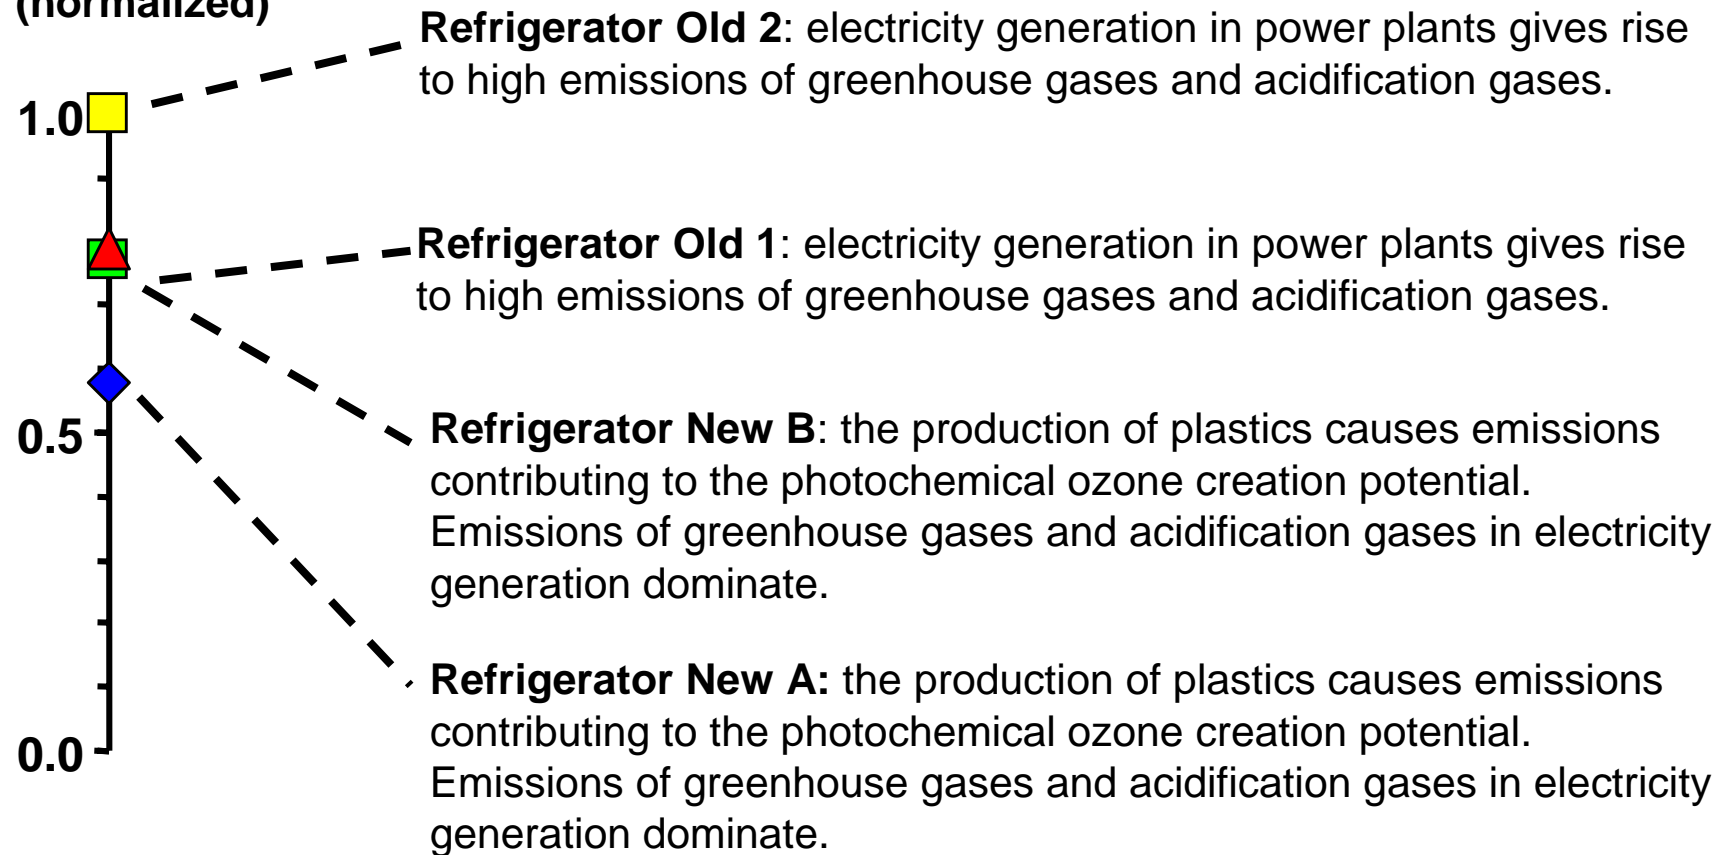 (normalized)
Refrigerator Old 2: electricity generation in power plants gives rise
to high emissions of greenhouse gases and acidification gases.
1.0
Refrigerator Old 1: electricity generation in power plants gives rise
to high emissions of greenhouse gases and acidification gases.
0.5
Refrigerator New B: the production of plastics causes emissions
contributing to the photochemical ozone creation potential.
Emissions of greenhouse gases and acidification gases in electricity
generation dominate.
Refrigerator New A: the production of plastics causes emissions
contributing to the photochemical ozone creation potential.
0.0
Emissions of greenhouse gases and acidification gases in electricity
generation dominate.